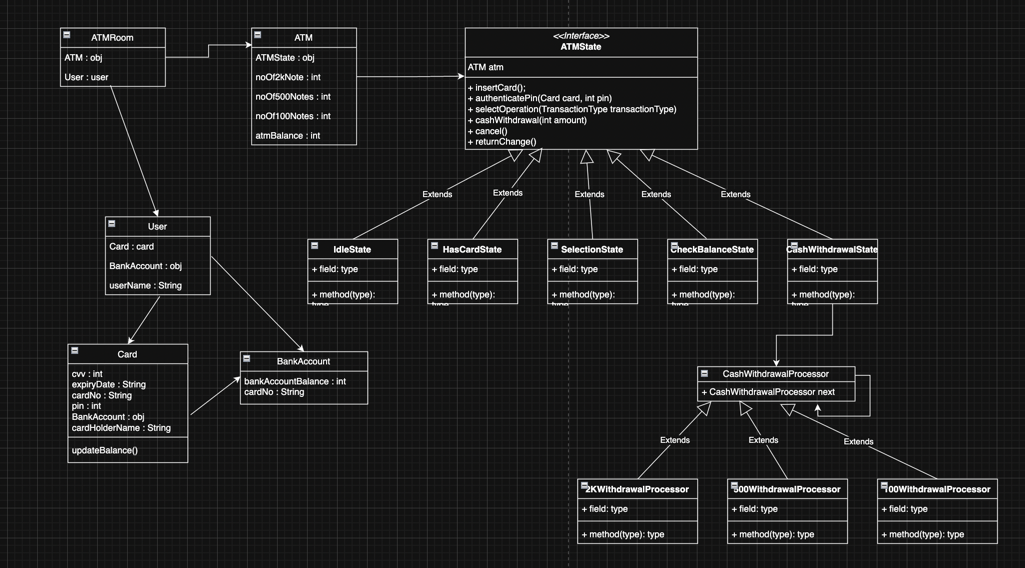 ATMRoom
ATM : obj
User : user
ATM
ATMState : obj
noOf2kNote : int
noOf500Notes : int
noOf100Notes : int
atmBalance : int
<<Interface>>
ATMState
ATM atm
+ insertCard();
+ authenticatePin(Card card, int pin)
+ selectOperation(TransactionType transactionType)
+ cashWithdrawal(int amount)
+ cancel()
+ returnChange()
Extends
Extends
Extends
Extends
Extends
User
Card : card
BankAccount : obj
userName : String
IdleState
+ field: type
+ method(type):
type
HasCardState
+ field: type
+ method(type):
type
SelectionState
+ field: type
+ method(type):
type
CheckBalanceState
+ field: type
+ method(type):
type
CashWithdrawalState
+ field: type
+ method(type):
type
Card
cvv : int
expiryDate : String
cardNo : String
pin : int
BankAccount : obj
cardHolderName : String
updateBalance()
BankAccount
bankAccountBalance : int
cardNo : String
CashWithdrawalProcessor
+ CashWithdrawalProcessor next
Extends
Extends
Extends
2KWithdrawalProcessor
+ field: type
+ method(type): type
500WithdrawalProcessor
+ field: type
+ method(type): type
100WithdrawalProcessor
+ field: type
+ method(type): type